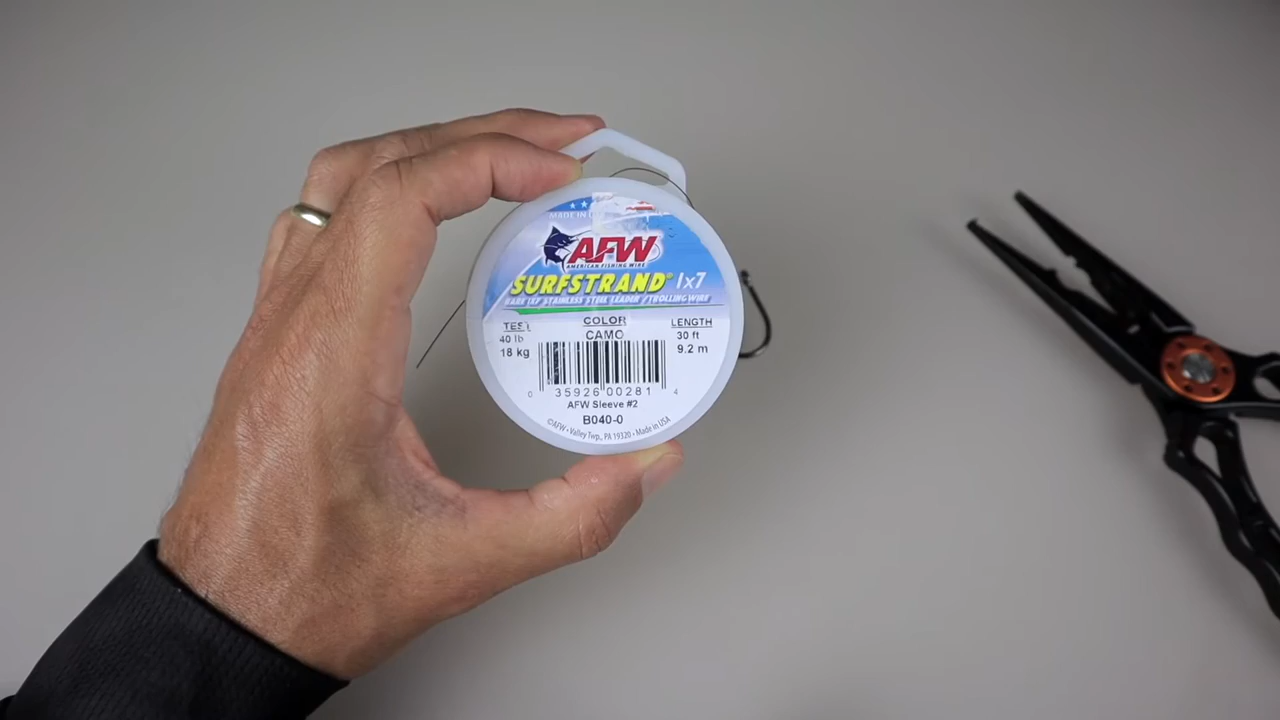 MADE IN
AFW
AMERICAN FISHING WIRE
SURFSTRAND® 1x7
BARE 1X7 STAINLESS STEEL LEADER / TROLLING WIRE
TEST COLOR LENGTH
40 lb CAMO 30 ft
18 kg 9.2 m
0 35926 00281 4
AFW Sleeve #2
B040-0
©AFW • Valley Twp., PA 19320 • Made in USA